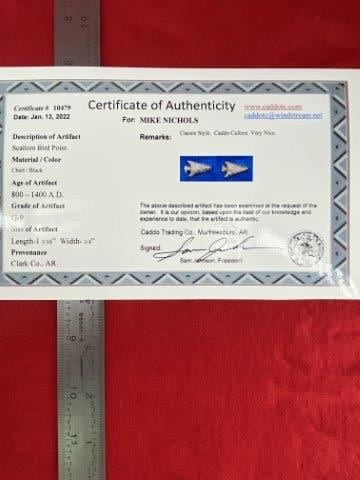 Certificate # 10479
Date: Jan. 13, 2022
Certificate of Authenticity
For: MIKE NICHOLS
www.caddotc.com
caddotc@windstream.net
Description of Artifact
Scallorn Bird Point
Material / Color
Chert / Black
Age of Artifact
800 – 1400 A.D.
Grade of Artifact
G-9
Size of Artifact
Length-1 3/16" Width- 3/4"
Provenance
Clark Co., AR.
Remarks: Classic Style. Caddo Culture. Very Nice.
The above described artifact has been examined at the request of the
owner. It is our opinion, based upon the best of our knowledge and
experience to date, that the artifact is authentic.
Caddo Trading Co., Murfreesboro, AR.
Signed:
Sam Johnson, President
8
10
11